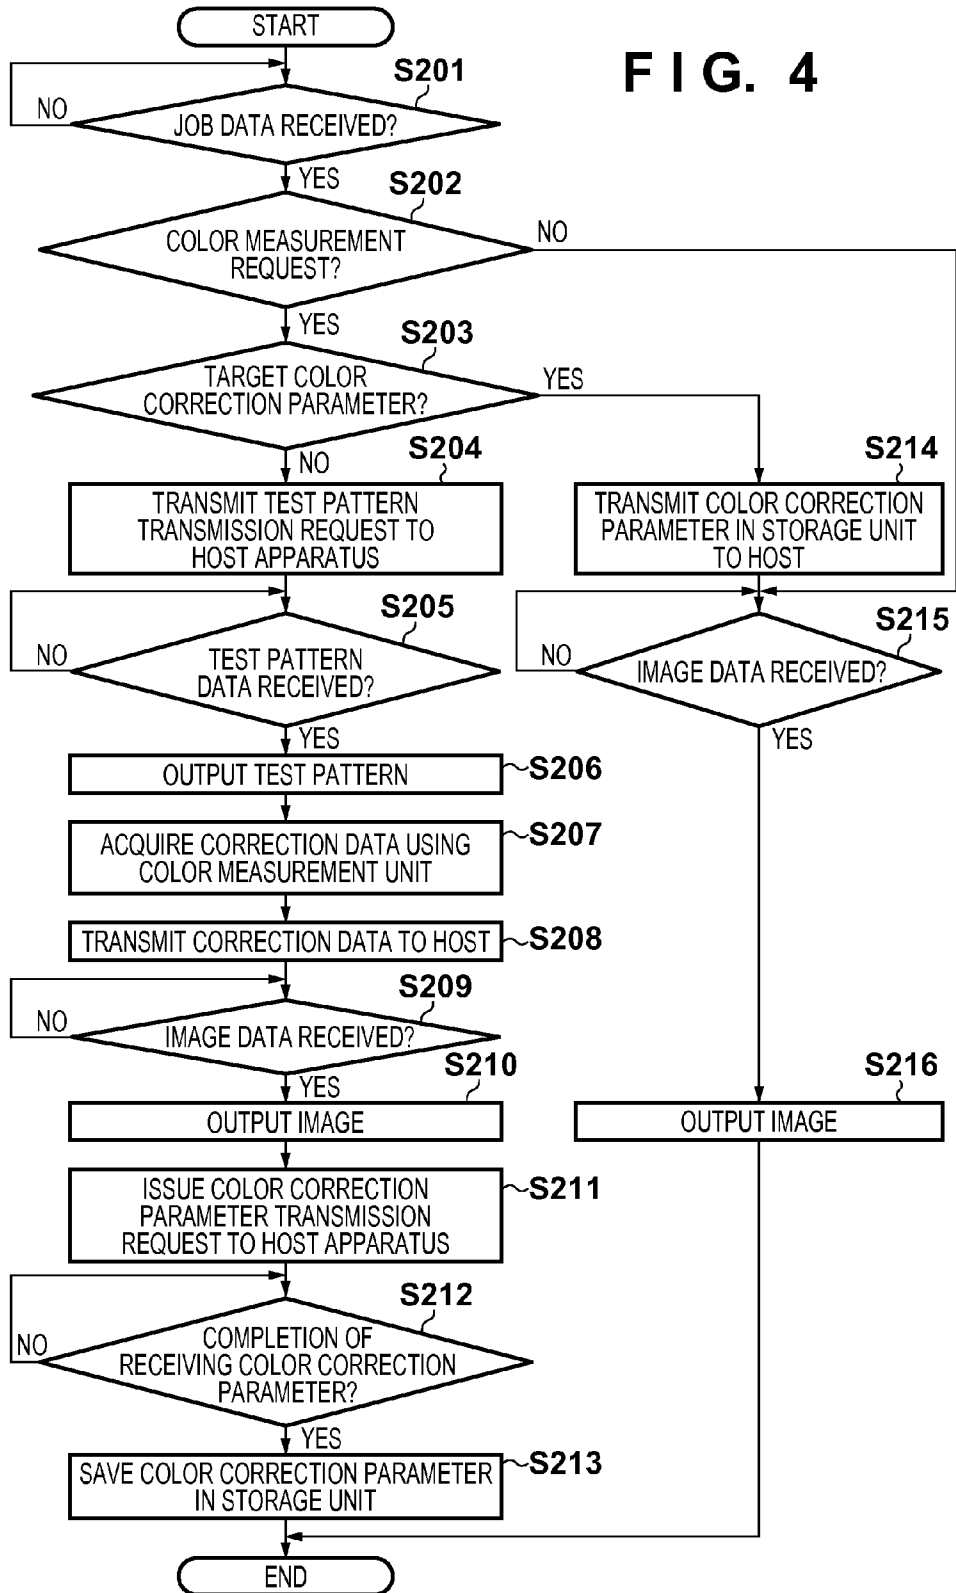 START
FIG. 4
S201
JOB DATA RECEIVED?
NO
YES
S202
COLOR MEASUREMENT
REQUEST?
NO
YES
S203
TARGET COLOR
CORRECTION PARAMETER?
YES
NO
S204
TRANSMIT TEST PATTERN
TRANSMISSION REQUEST TO
HOST APPARATUS
S214
TRANSMIT COLOR CORRECTION
PARAMETER IN STORAGE UNIT
TO HOST
S205
TEST PATTERN
DATA RECEIVED?
NO
YES
S215
IMAGE DATA RECEIVED?
NO
YES
OUTPUT TEST PATTERN
S206
ACQUIRE CORRECTION DATA USING
COLOR MEASUREMENT UNIT
S207
TRANSMIT CORRECTION DATA TO HOST
S208
S209
IMAGE DATA RECEIVED?
NO
YES
S210
OUTPUT IMAGE
S216
OUTPUT IMAGE
ISSUE COLOR CORRECTION
PARAMETER TRANSMISSION
REQUEST TO HOST APPARATUS
S211
S212
COMPLETION OF
RECEIVING COLOR CORRECTION
PARAMETER?
NO
YES
SAVE COLOR CORRECTION PARAMETER
IN STORAGE UNIT
S213
END